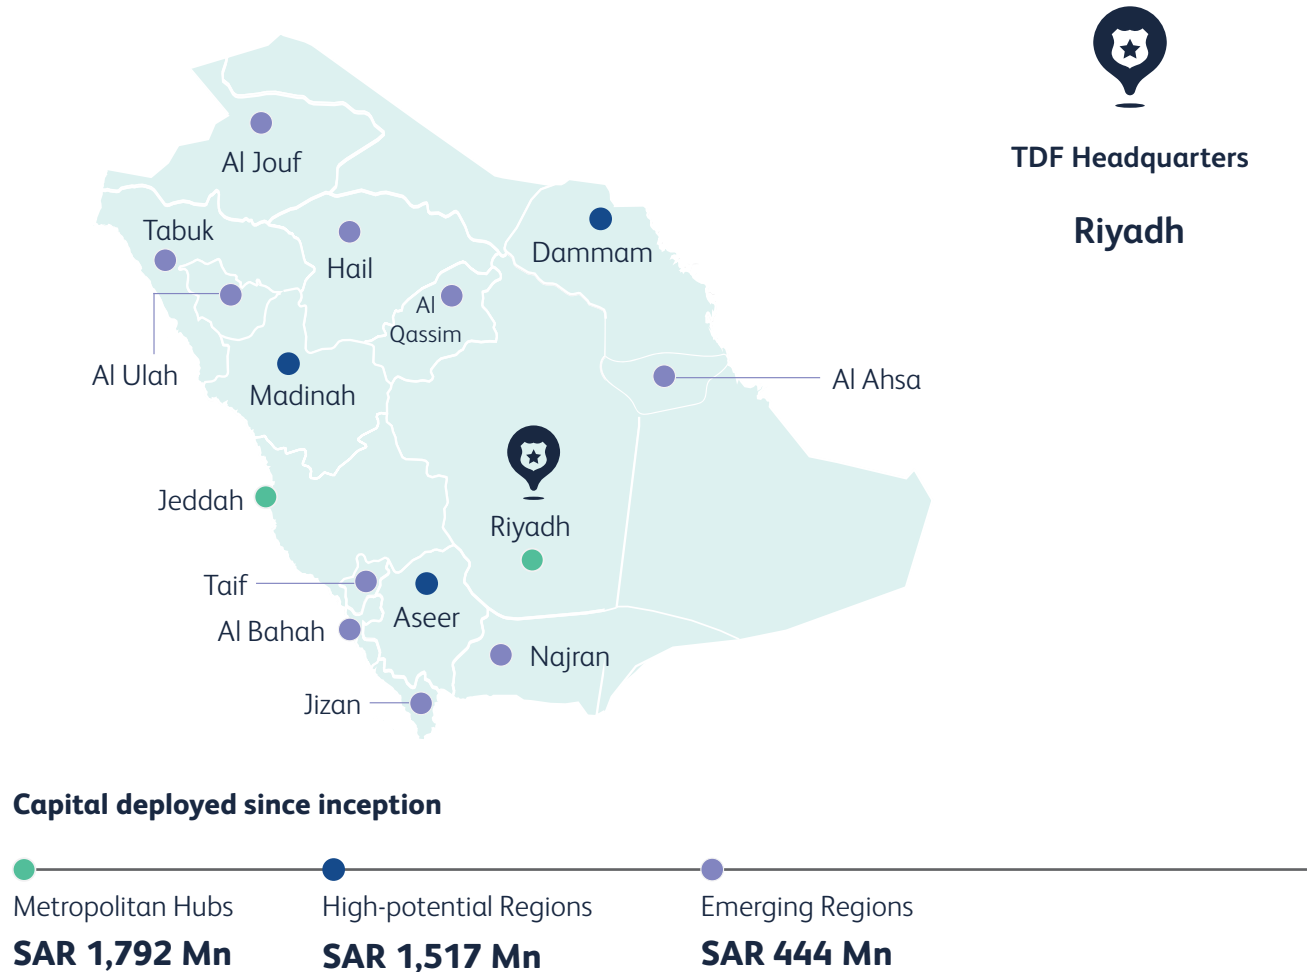 TDF Headquarters
Riyadh
Al Jouf
Tabuk
Hail
Dammam
Al
Qassim
Al Ulah
Madinah
Al Ahsa
Jeddah
Riyadh
Taif
Aseer
Al Bahah
Najran
Jizan
Capital deployed since inception
Metropolitan Hubs
SAR 1,792 Mn
High-potential Regions
SAR 1,517 Mn
Emerging Regions
SAR 444 Mn